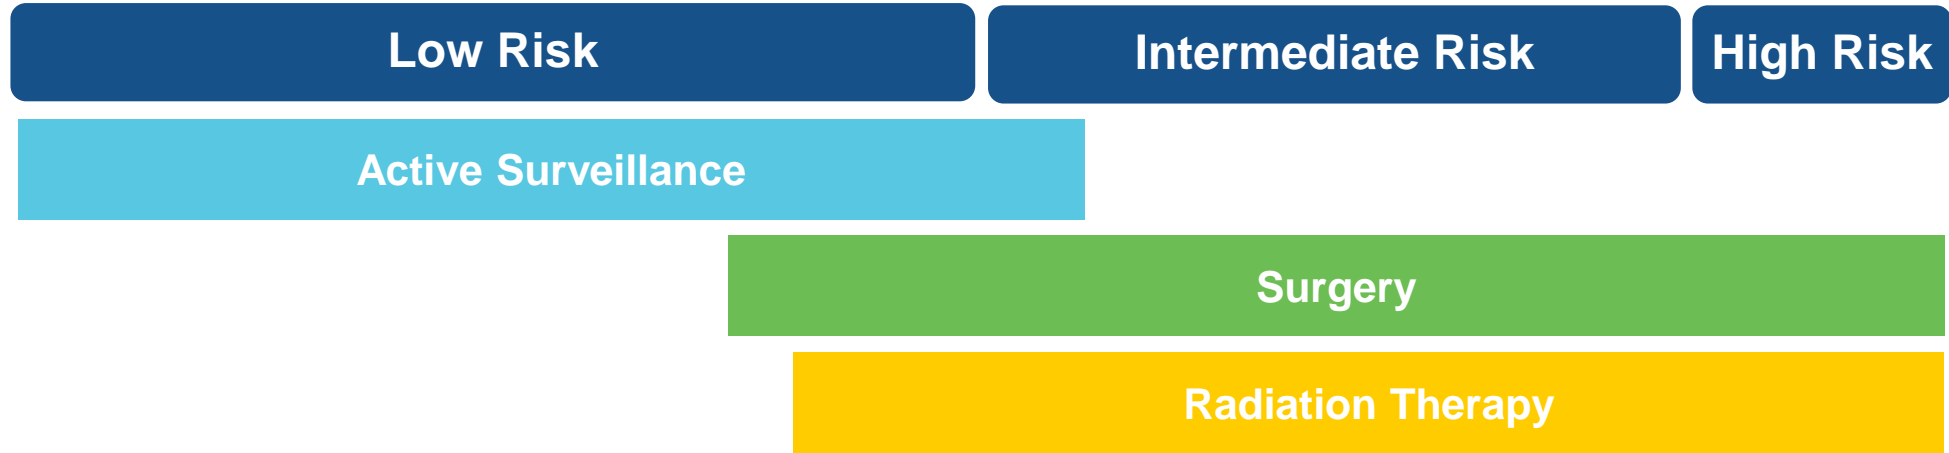 Low Risk
Intermediate Risk
High Risk
Active Surveillance
Surgery
Radiation Therapy